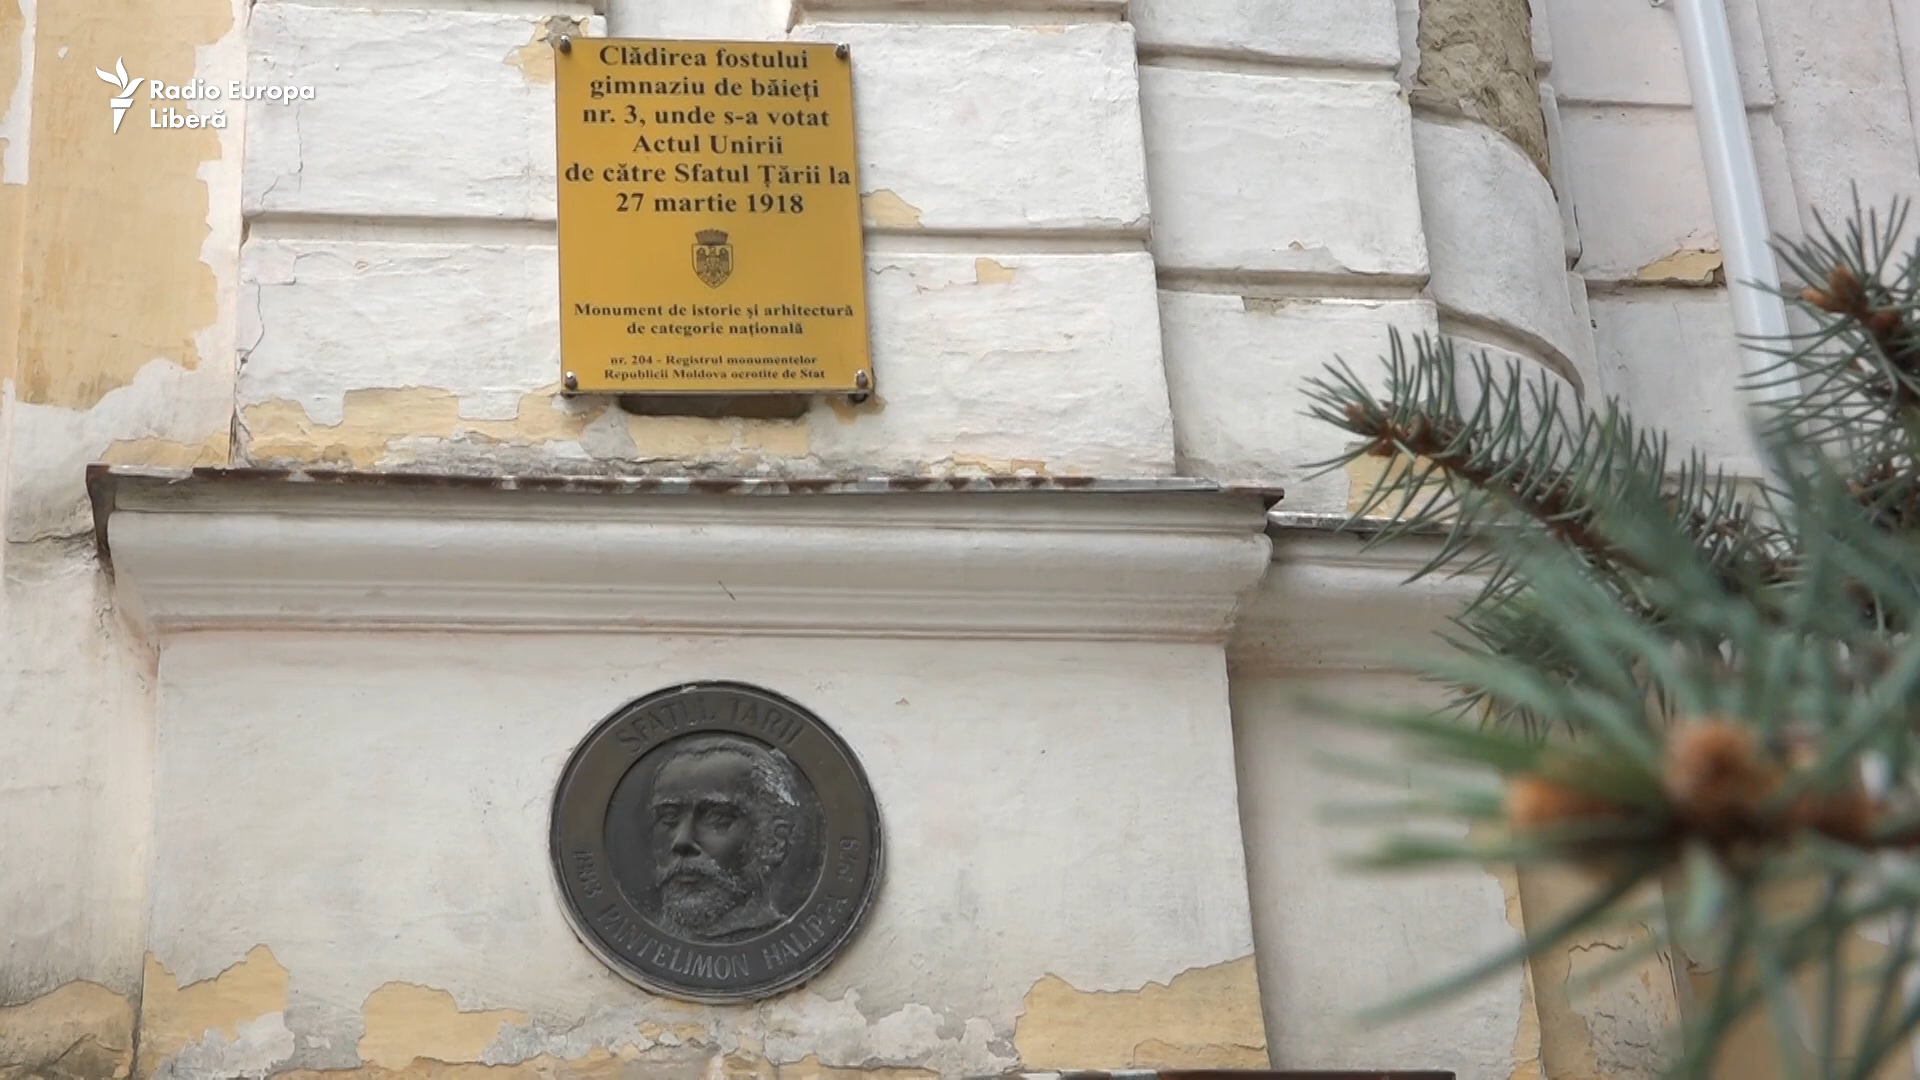 Radio Europa
Liberă
Clădirea fostului
gimnaziu de băieți
nr. 3, unde s-a votat
Actul Unirii
de către Sfatul Țării la
27 martie 1918
Monument de istorie și arhitectură
de categorie națională
nr. 204 - Registrul monumentelor
Republicii Moldova ocrotite de Stat
SFATUL ȚĂRII
1883 PANTELIMON HALIPPA 1979